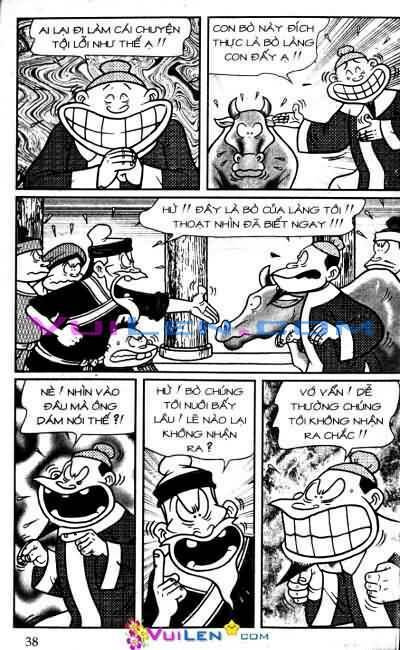 AI LẠI ĐI LÀM CÁI CHUYỆN
TỘI LỖI NHƯ THẾ Ạ !!
CON BÒ NÀY ĐÍCH
THỰC LÀ BÒ LÀNG
CON ĐẤY Ạ !
HỪ !! ĐÂY LÀ BÒ CỦA LÀNG TÔI !!
THOẠT NHÌN ĐÃ BIẾT NGAY !!!
VUILEN.COM
NÈ ! NHÌN VÀO
ĐÂU MÀ ÔNG
DÁM NÓI THẾ ?!
HỪ ! BÒ CHÚNG
TÔI NUÔI BẤY
LÂU ! LẼ NÀO LẠI
KHÔNG NHẬN
RA ?
VỚ VẨN ! DỄ
THƯỜNG CHÚNG
TÔI KHÔNG NHẬN
RA CHẮC !!
38
VUILEN.COM